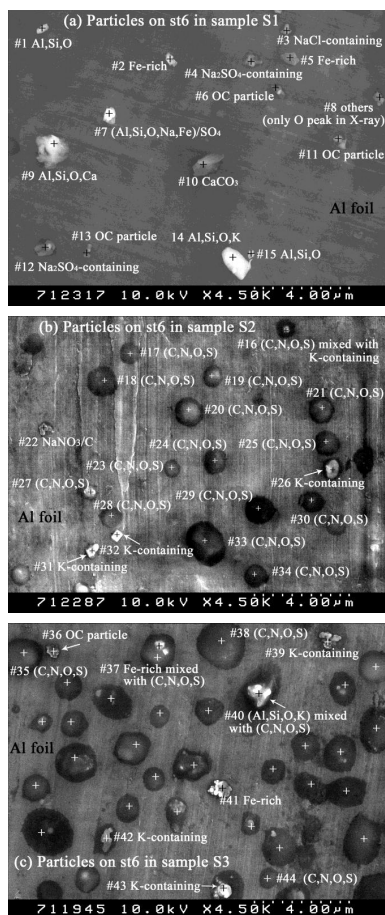 (a) Particles on st6 in sample S1
#1 Al,Si,O
#3 NaCl-containing
#2 Fe-rich
#5 Fe-rich
#4 Na₂SO₄-containing
#6 OC particle
#8 others
(only O peak in X-ray)
#7 (Al,Si,O,Na,Fe)/SO₄
#11 OC particle
#9 Al,Si,O,Ca
#10 CaCO₃
Al foil
#13 OC particle
14 Al,Si,O,K
#15 Al,Si,O
#12 Na₂SO₄-containing
712317 10.0kV X4.50K 4.00µm
(b) Particles on st6 in sample S2
#16 (C,N,O,S) mixed with
K-containing
#17 (C,N,O,S)
#18 (C,N,O,S)
#19 (C,N,O,S)
#21 (C,N,O,S)
#20 (C,N,O,S)
#22 NaNO₃/C
#24 (C,N,O,S)
#25 (C,N,O,S)
#23 (C,N,O,S)
#27 (C,N,O,S)
#26 K-containing
#29 (C,N,O,S)
#28 (C,N,O,S)
Al foil
#30 (C,N,O,S)
#32 K-containing
#33 (C,N,O,S)
#31 K-containing
#34 (C,N,O,S)
712287 10.0kV X4.50K 4.00µm
#36 OC particle
#38 (C,N,O,S)
#39 K-containing
#35 (C,N,O,S)
#37 Fe-rich mixed
with (C,N,O,S)
#40 (Al,Si,O,K) mixed
with (C,N,O,S)
Al foil
#41 Fe-rich
#42 K-containing
(c) Particles on st6 in sample S3
#44 (C,N,O,S)
#43 K-containing
711945 10.0kV X4.50K 4.00µm